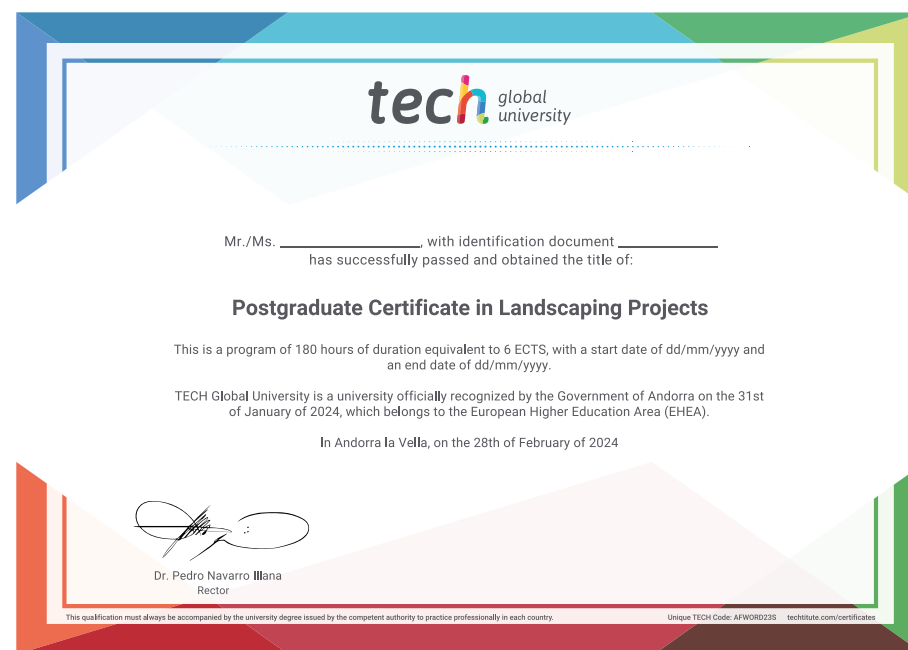 tech global university
Mr./Ms. ____________________, with identification document ______________
has successfully passed and obtained the title of:
Postgraduate Certificate in Landscaping Projects
This is a program of 180 hours of duration equivalent to 6 ECTS, with a start date of dd/mm/yyyy and
an end date of dd/mm/yyyy.
TECH Global University is a university officially recognized by the Government of Andorra on the 31st
of January of 2024, which belongs to the European Higher Education Area (EHEA).
In Andorra la Vella, on the 28th of February of 2024
Dr. Pedro Navarro Illana
Rector
This qualification must always be accompanied by the university degree issued by the competent authority to practice professionally in each country. Unique TECH Code: AFWORD23S techtitute.com/certificates